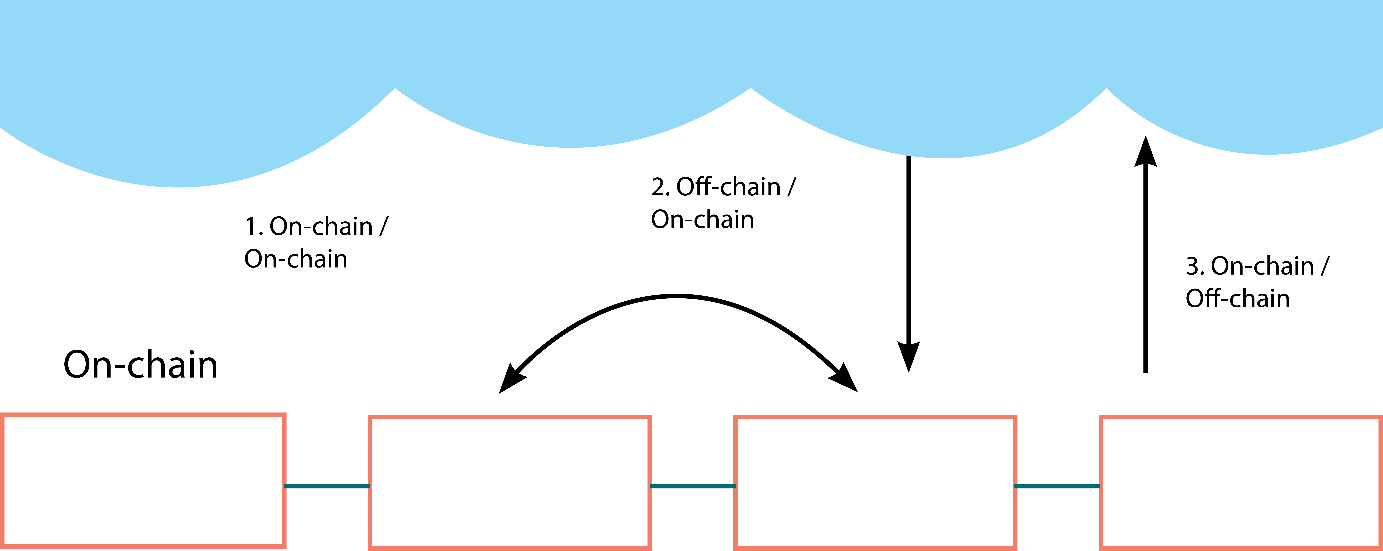 1. On-chain /
On-chain
2. Off-chain /
On-chain
3. On-chain /
Off-chain
On-chain